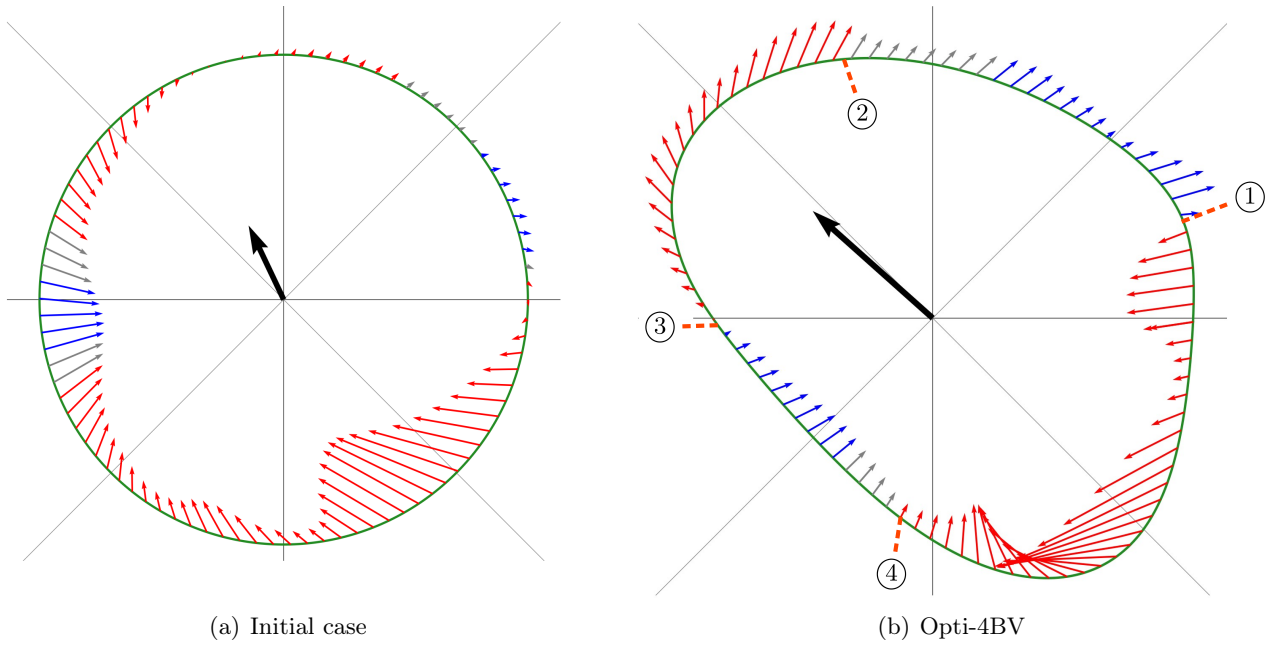 ①
②
③
④
(a) Initial case
(b) Opti-4BV